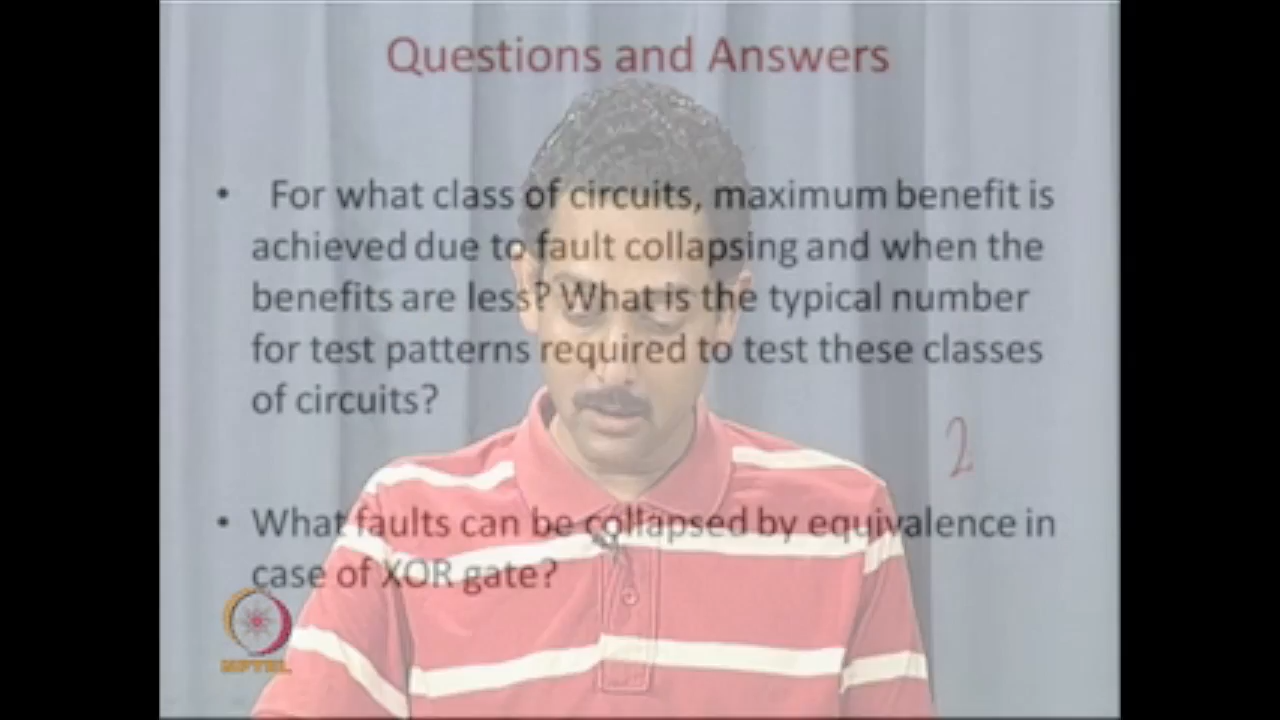 Questions and Answers
• For what class of circuits, maximum benefit is
achieved due to fault collapsing and when the
benefits are less? What is the typical number
for test patterns required to test these classes
of circuits?
2
• What faults can be collapsed by equivalence in
case of XOR gate?
NPTEL